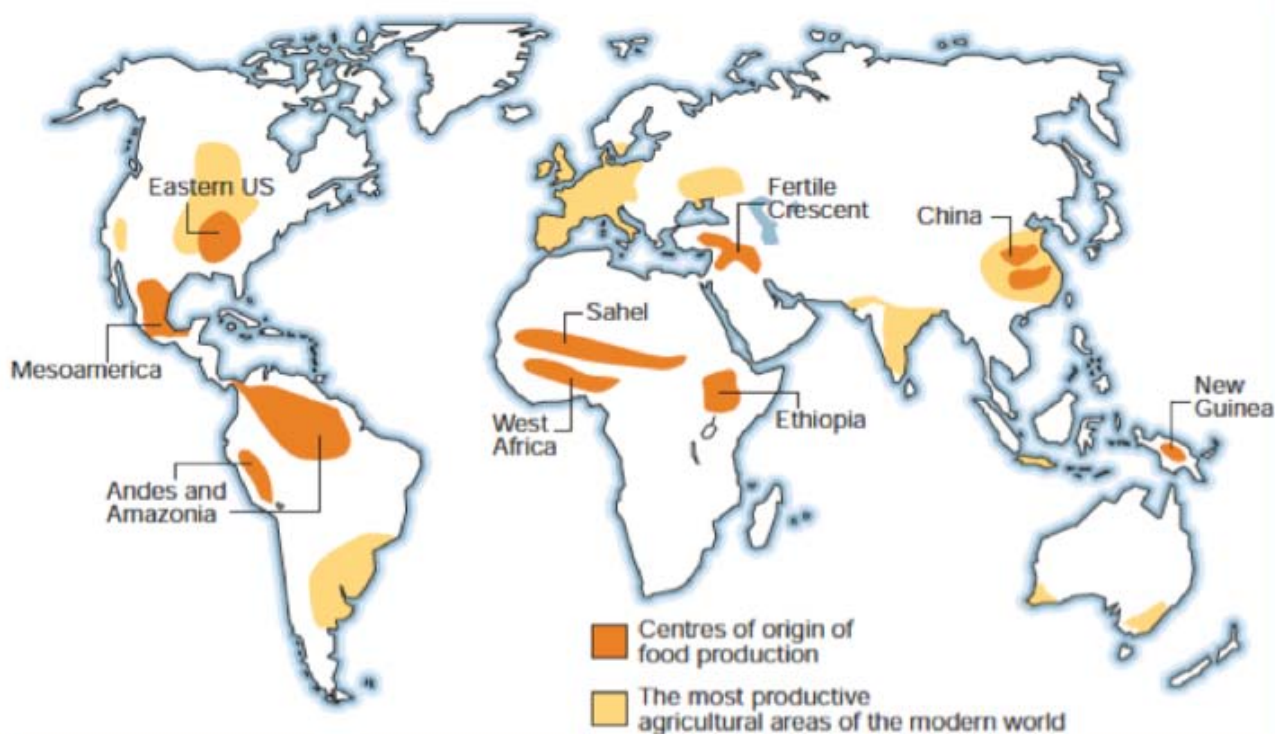 Eastern US
Fertile
Crescent
China
Sahel
Mesoamerica
New
Guinea
West
Africa
Ethiopia
Andes and
Amazonia
Centres of origin of
food production
The most productive
agricultural areas of the modern world